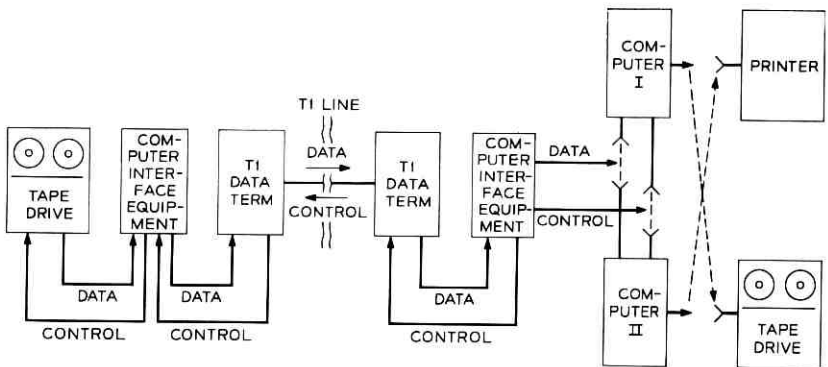 TAPE
DRIVE
COM-
PUTER
INTER-
FACE
EQUIP-
MENT
T1
DATA
TERM
T1 LINE
DATA
CONTROL
T1
DATA
TERM
COM-
PUTER
INTER-
FACE
EQUIP-
MENT
DATA
CONTROL
COM-
PUTER
I
PRINTER
COM-
PUTER
II
TAPE
DRIVE
DATA
CONTROL
DATA
CONTROL
DATA
CONTROL